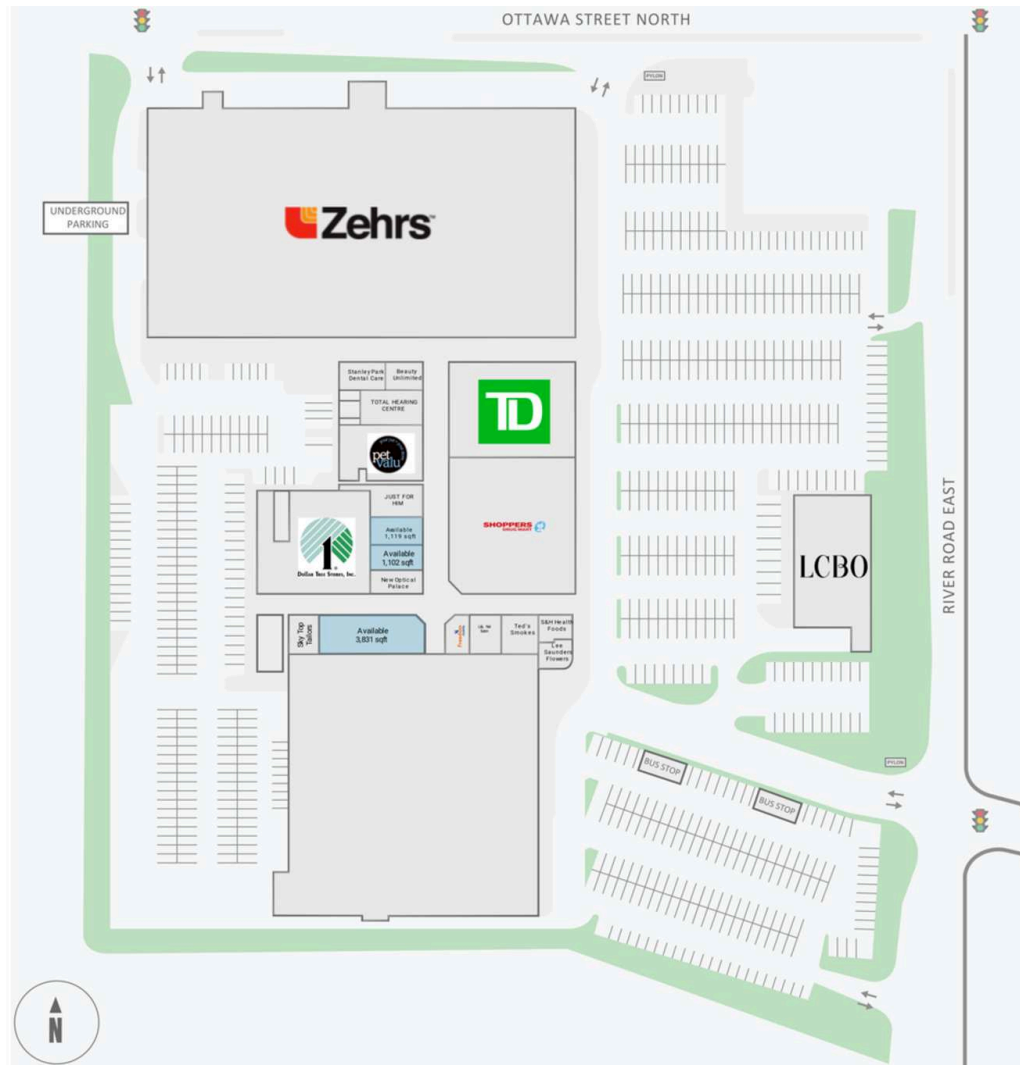 OTTAWA STREET NORTH
PYLON
UNDERGROUND
PARKING
Zehrs
Stanley Park
Dental Care
Beauty
Unlimited
TOTAL HEARING
CENTRE
TD
pet
valu
SHOPPERS
DRUG MART
JUST FOR
HIM
Available
1,119 sqft
Available
1,102 sqft
New Optical
Palace
1
Dollar Tree Stores, Inc.
LCBO
RIVER ROAD EAST
Sky Top
Tailors
Available
3,831 sqft
Ted's
Smokes
S&H Health
Foods
Lee
Saunders
Flowers
PYLON
BUS STOP
BUS STOP
N